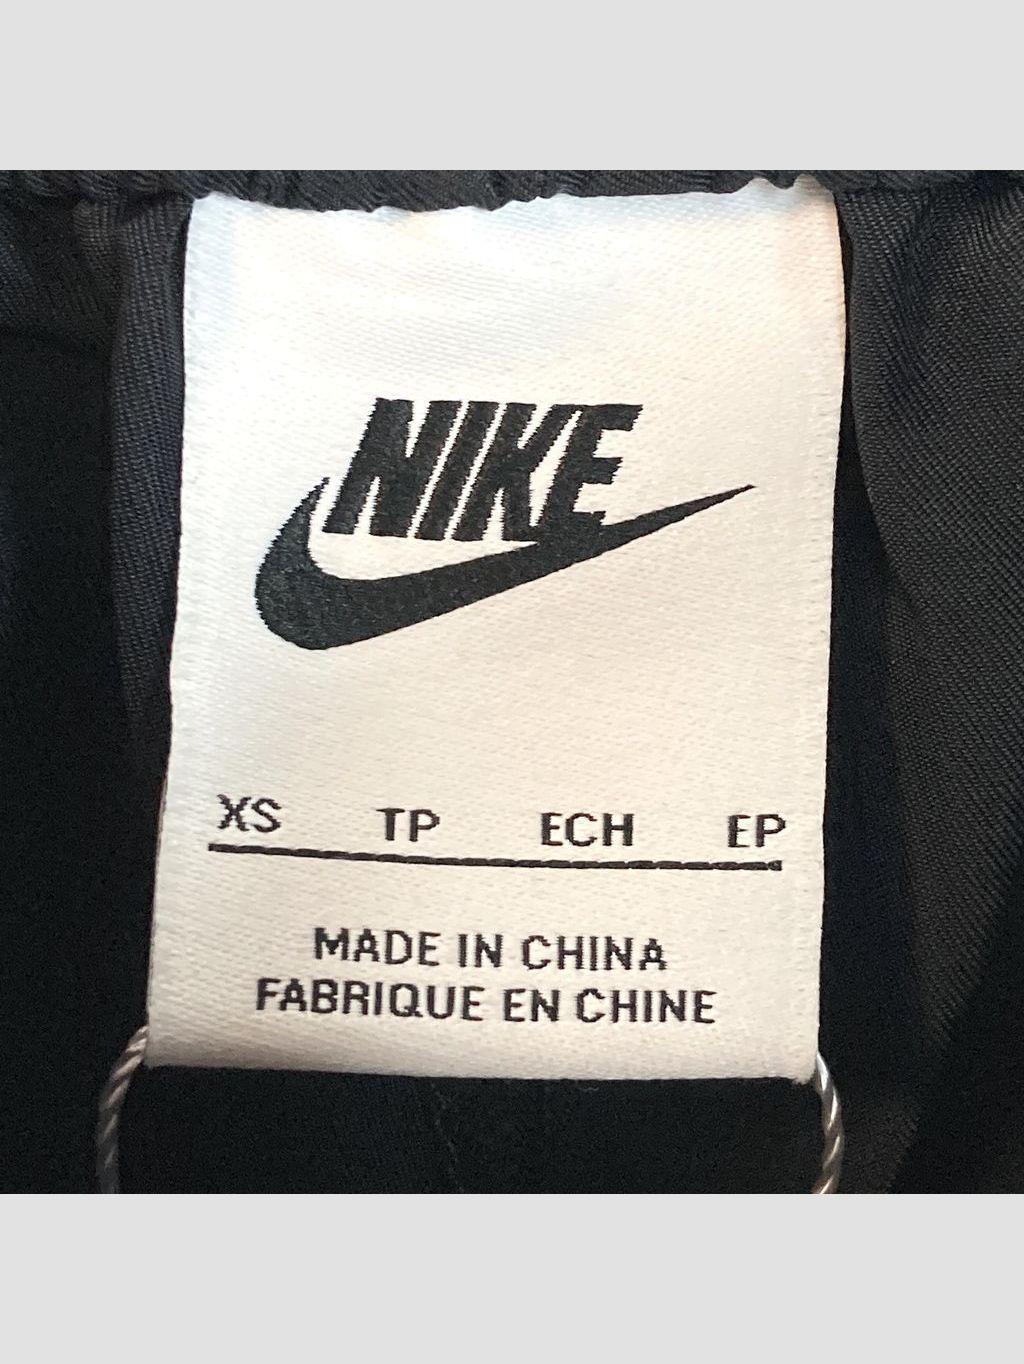 NIKE
XS TP ECH EP
MADE IN CHINA
FABRIQUE EN CHINE